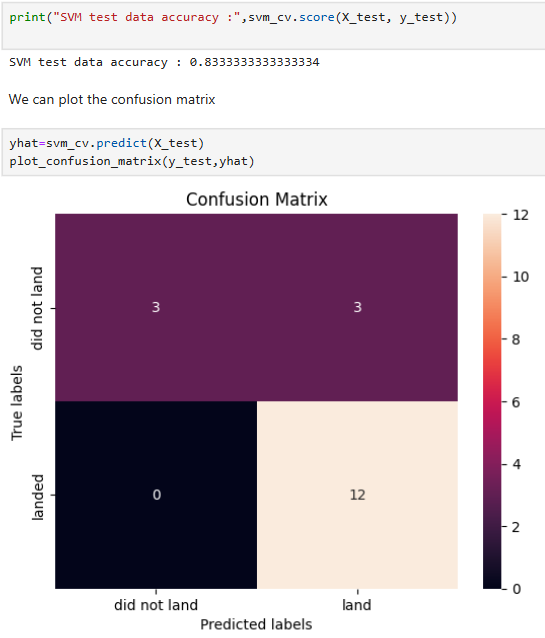 print("SVM test data accuracy :",svm_cv.score(X_test, y_test))
SVM test data accuracy : 0.8333333333333334
We can plot the confusion matrix
yhat=svm_cv.predict(X_test)
plot_confusion_matrix(y_test,yhat)
Confusion Matrix
12
10
8
6
4
2
0
True labels
did not land
3 3
landed
0 12
did not land land
Predicted labels